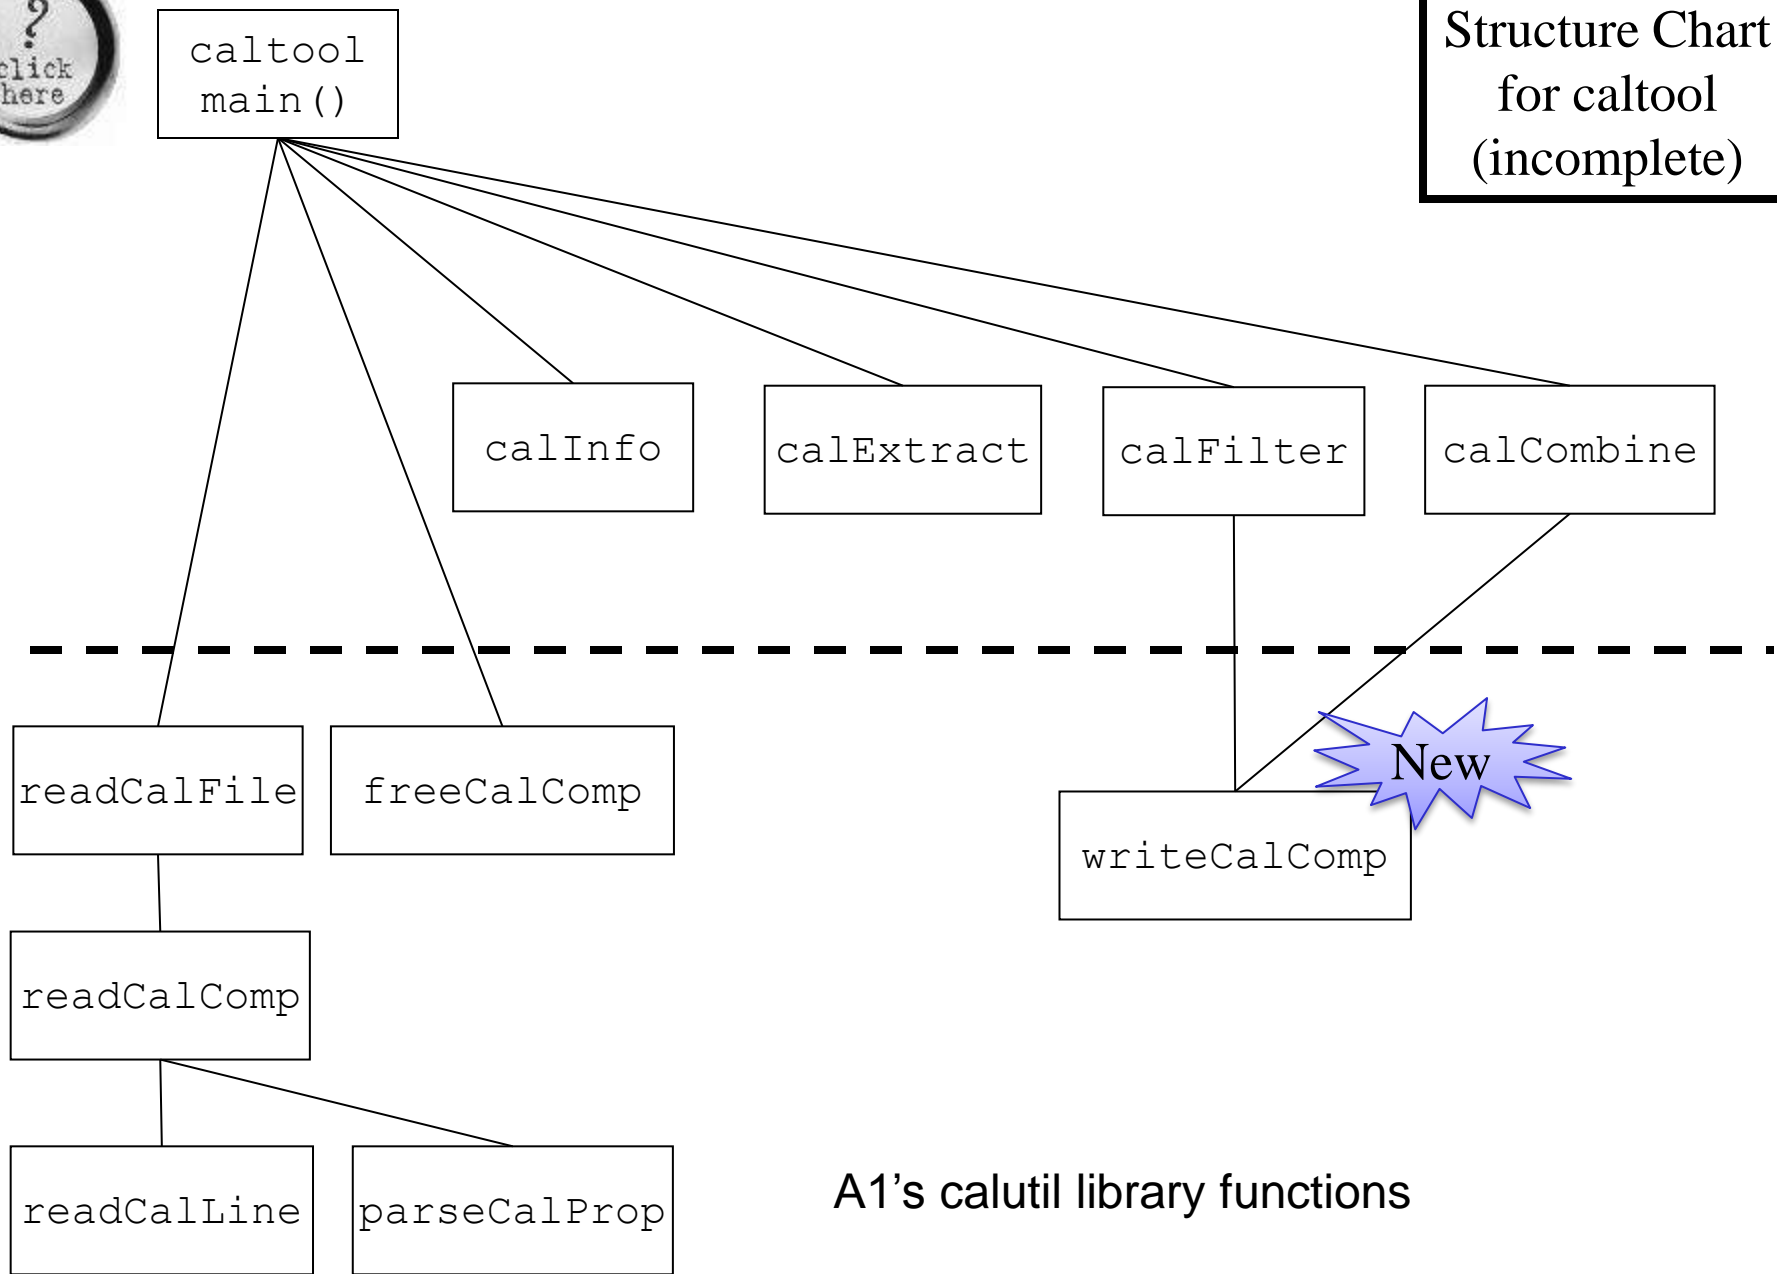 ?
click
here
caltool
main()
Structure Chart
for caltool
(incomplete)
calInfo
calExtract
calFilter
calCombine
readCalFile
freeCalComp
New
writeCalComp
readCalComp
readCalLine
parseCalProp
A1’s calutil library functions